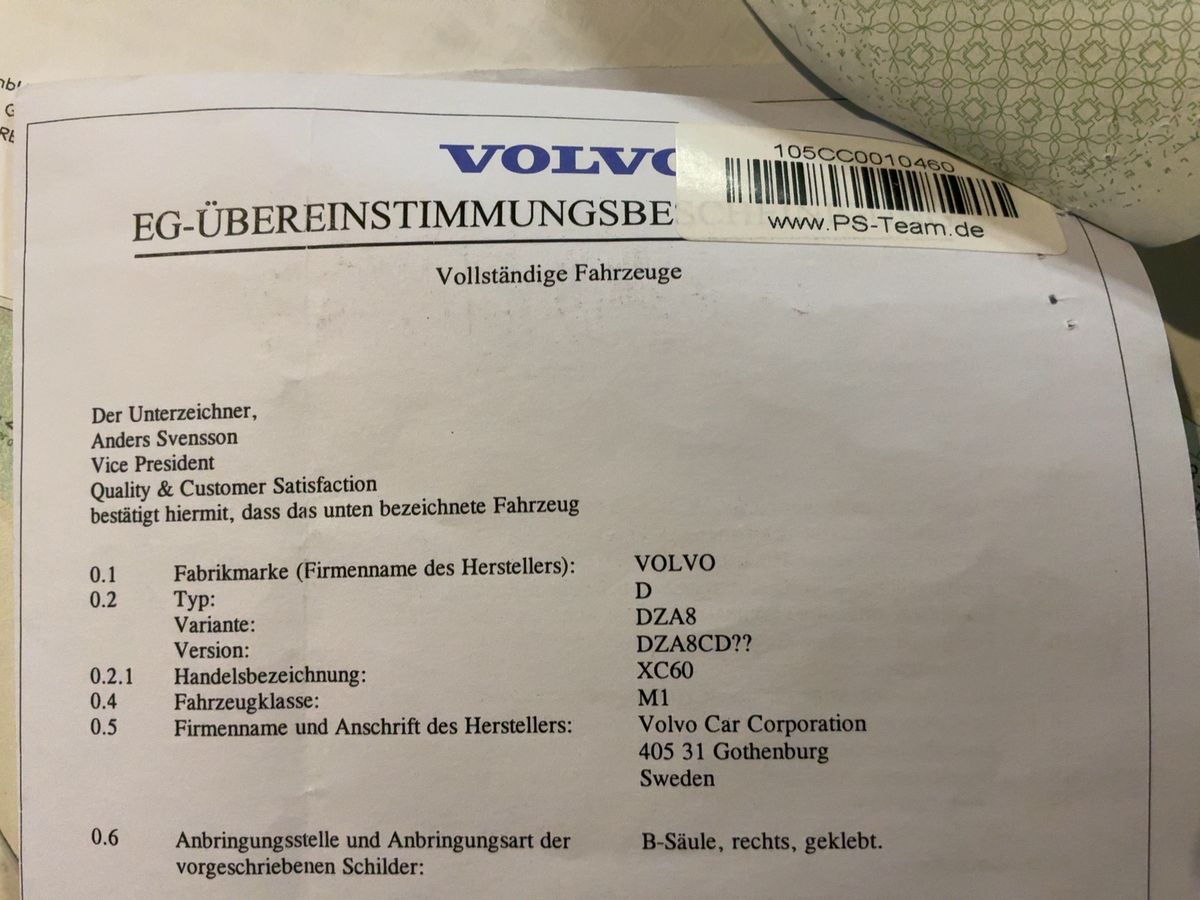 VOLVO
105CC0010460
www.PS-Team.de
EG-ÜBEREINSTIMMUNGSBESCH
Vollständige Fahrzeuge
Der Unterzeichner,
Anders Svensson
Vice President
Quality & Customer Satisfaction
bestätigt hiermit, dass das unten bezeichnete Fahrzeug
0.1 Fabrikmarke (Firmenname des Herstellers): VOLVO
0.2 Typ: D
Variante: DZA8
Version: DZA8CD??
0.2.1 Handelsbezeichnung: XC60
0.4 Fahrzeugklasse: M1
0.5 Firmenname und Anschrift des Herstellers: Volvo Car Corporation
405 31 Gothenburg
Sweden
0.6 Anbringungsstelle und Anbringungsart der B-Säule, rechts, geklebt.
vorgeschriebenen Schilder: